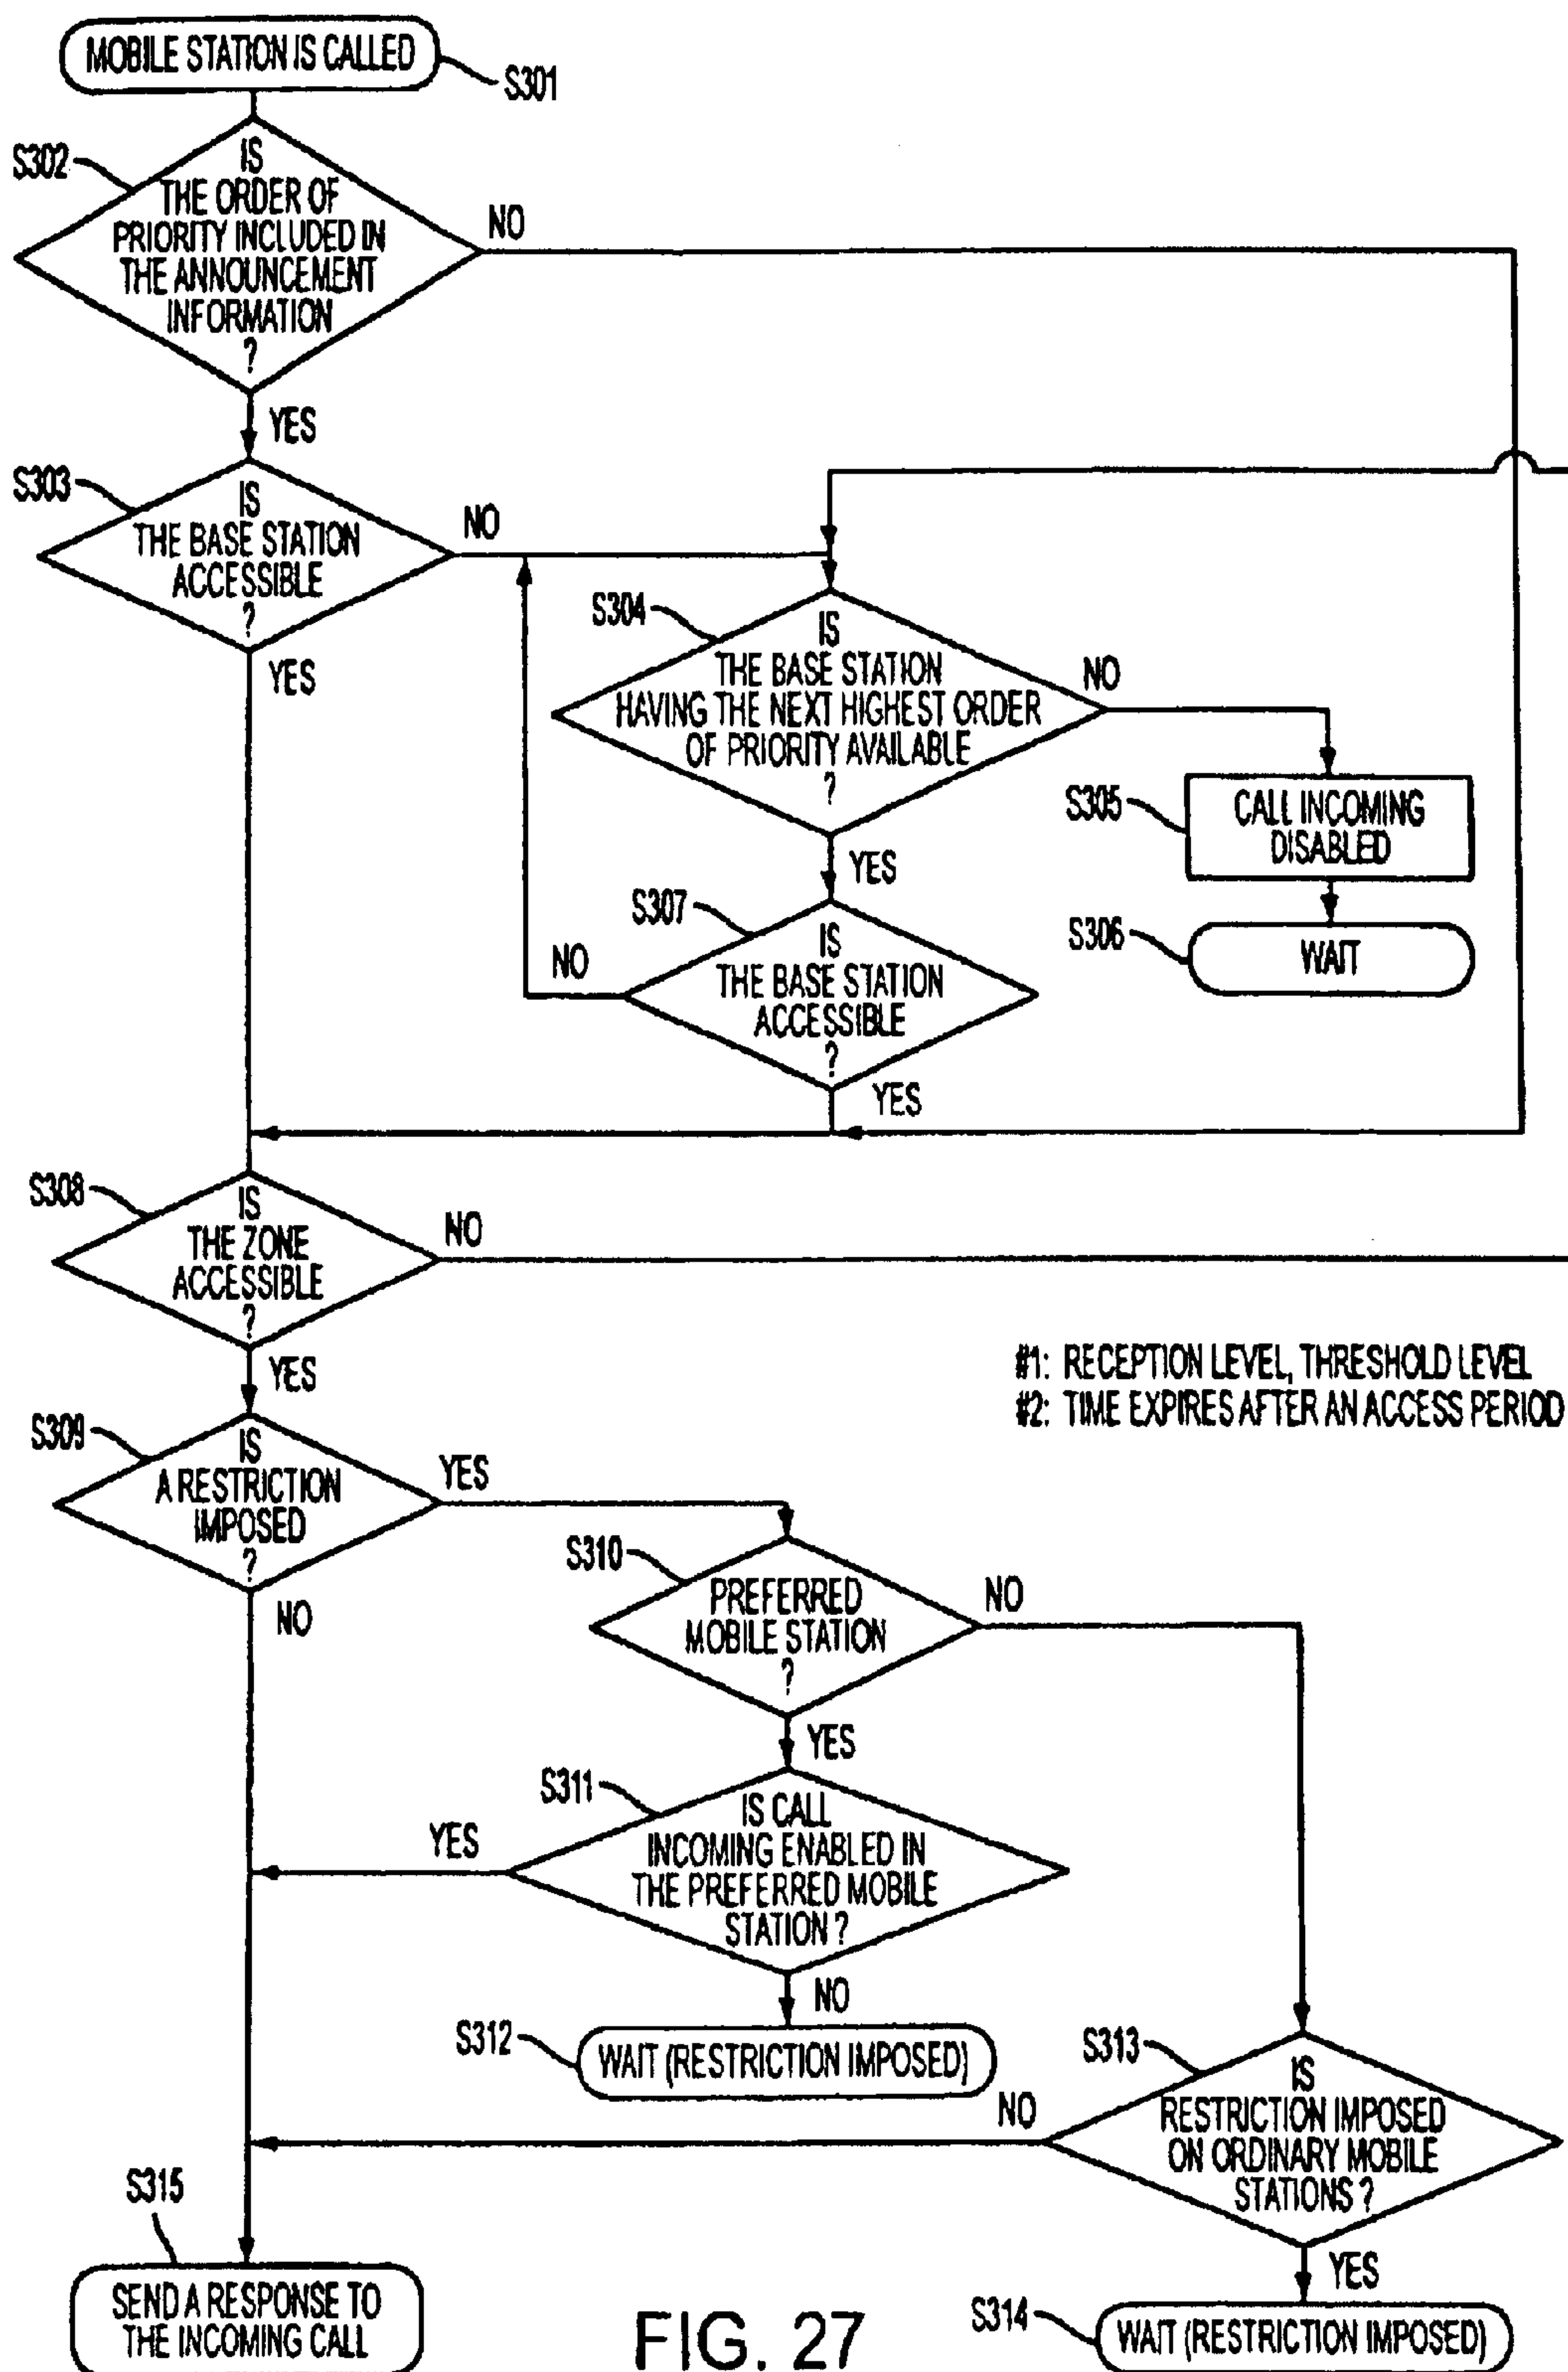 MOBILE STATION IS CALLED
S301
S302
IS
THE ORDER OF
PRIORITY INCLUDED IN
THE ANNOUNCEMENT
INFORMATION
?
NO
YES
S303
IS
THE BASE STATION
ACCESSIBLE
?
NO
YES
S304
IS
THE BASE STATION
HAVING THE NEXT HIGHEST ORDER
OF PRIORITY AVAILABLE
?
NO
YES
S305
CALL INCOMING
DISABLED
S306
WAIT
S307
IS
THE BASE STATION
ACCESSIBLE
?
NO
YES
S308
IS
THE ZONE
ACCESSIBLE
?
NO
YES
#1: RECEPTION LEVEL, THRESHOLD LEVEL
#2: TIME EXPIRES AFTER AN ACCESS PERIOD
S309
IS
A RESTRICTION
IMPOSED
?
YES
NO
S310
PREFERRED
MOBILE STATION
?
NO
YES
S311
IS CALL
INCOMING ENABLED IN
THE PREFERRED MOBILE
STATION ?
YES
NO
S312
WAIT (RESTRICTION IMPOSED)
S313
IS
RESTRICTION IMPOSED
ON ORDINARY MOBILE
STATIONS ?
NO
YES
S314
WAIT (RESTRICTION IMPOSED)
S315
SEND A RESPONSE TO
THE INCOMING CALL
FIG. 27